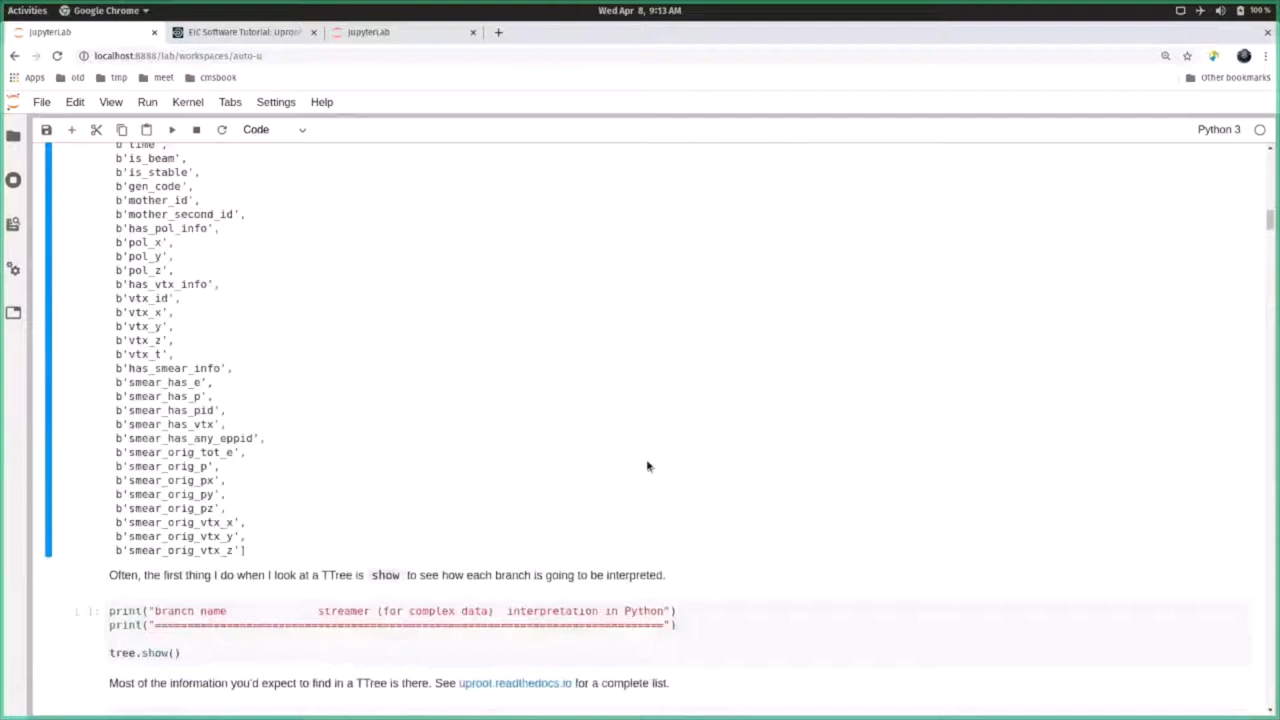 Activities Google Chrome Wed Apr 8, 9:13 AM 100 %
JupyterLab EIC Software Tutorial: Uproo JupyterLab
localhost:8888/lab/workspaces/auto-u
Apps old tmp meet cmsbook Other bookmarks
File Edit View Run Kernel Tabs Settings Help
Code Python 3
b'time',
b'is_beam',
b'is_stable',
b'gen_code',
b'mother_id',
b'mother_second_id',
b'has_pol_info',
b'pol_x',
b'pol_y',
b'pol_z',
b'has_vtx_info',
b'vtx_id',
b'vtx_x',
b'vtx_y',
b'vtx_z',
b'vtx_t',
b'has_smear_info',
b'smear_has_e',
b'smear_has_p',
b'smear_has_pid',
b'smear_has_vtx',
b'smear_has_any_eppid',
b'smear_orig_tot_e',
b'smear_orig_p',
b'smear_orig_px',
b'smear_orig_py',
b'smear_orig_pz',
b'smear_orig_vtx_x',
b'smear_orig_vtx_y',
b'smear_orig_vtx_z']
Often, the first thing I do when I look at a TTree is show to see how each branch is going to be interpreted.
[ ]: print("branch name streamer (for complex data) interpretation in Python")
print("==============================================================================")
tree.show()
Most of the information you'd expect to find in a TTree is there. See uproot.readthedocs.io for a complete list.